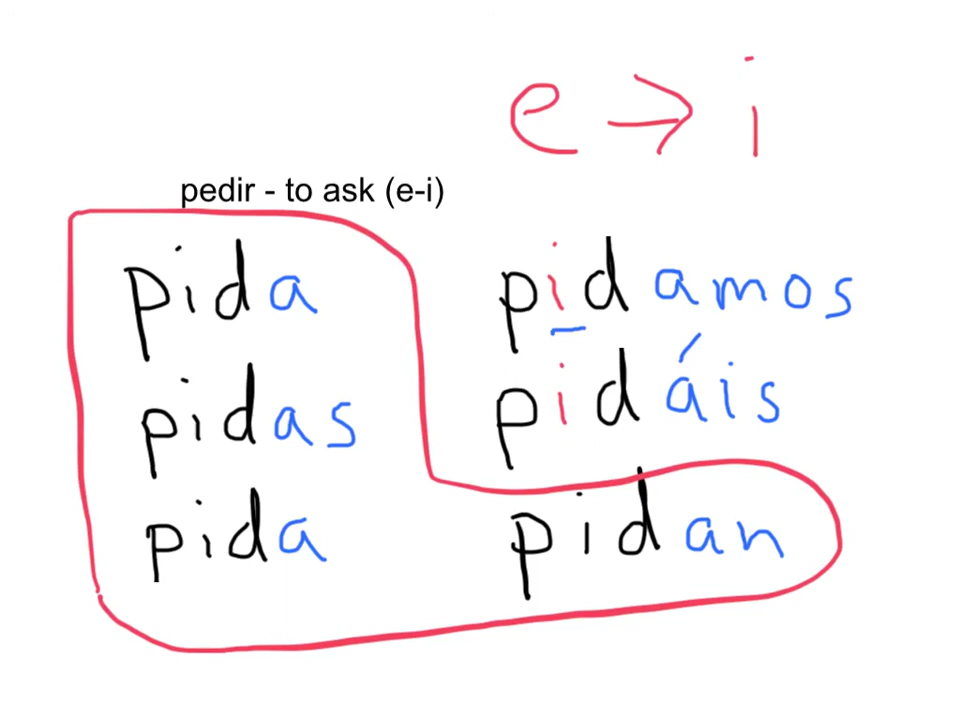 e → i
pedir - to ask (e-i)
pida pidamos
pidas pidáis
pida pidan